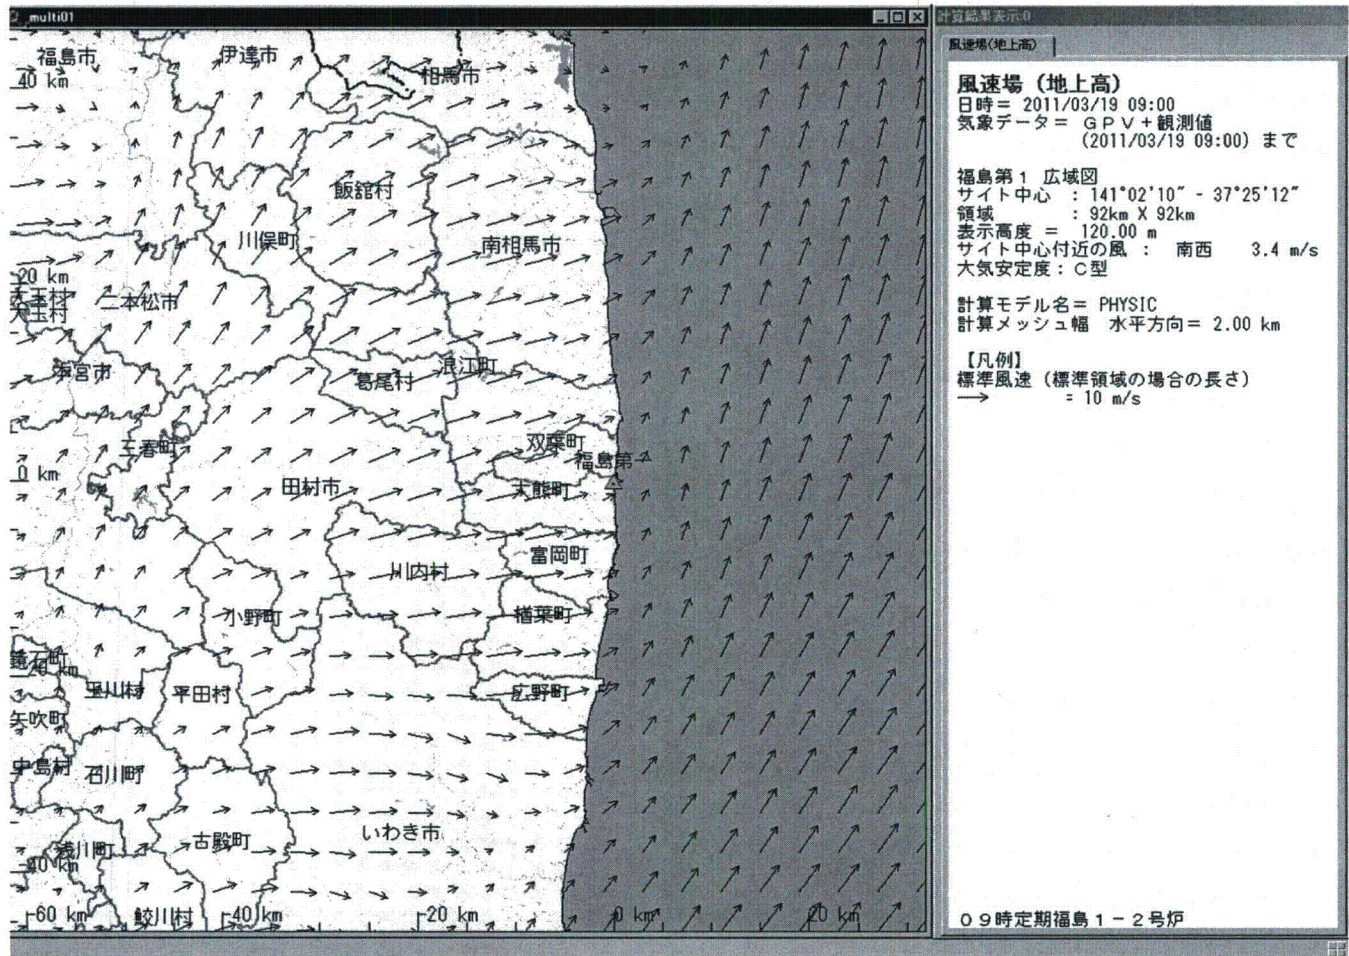 multi01
福島市
伊達市
相馬市
40 km
飯舘村
川俣町
南相馬市
20 km
大玉村
大玉村
二本松市
本宮市
葛尾村
浪江町
三春町
双葉町
福島第一
0 km
田村市
大熊町
富岡町
川内村
小野町
楢葉町
鏡石町
-20 km
玉川村
平田村
広野町
矢吹町
中島村
石川町
いわき市
古殿町
浅川町
-40 km
-60 km
鮫川村
-40 km
-20 km
0 km
20 km
計算結果表示:0
風速場(地上高)
風速場 (地上高)
日時= 2011/03/19 09:00
気象データ= GPV+観測値
(2011/03/19 09:00) まで
福島第1 広域図
サイト中心 : 141°02'10" - 37°25'12"
領域 : 92km X 92km
表示高度 = 120.00 m
サイト中心付近の風 : 南西 3.4 m/s
大気安定度:C型
計算モデル名= PHYSIC
計算メッシュ幅 水平方向= 2.00 km
【凡例】
標準風速 (標準領域の場合の長さ)
→ = 10 m/s
09時定期福島1-2号炉